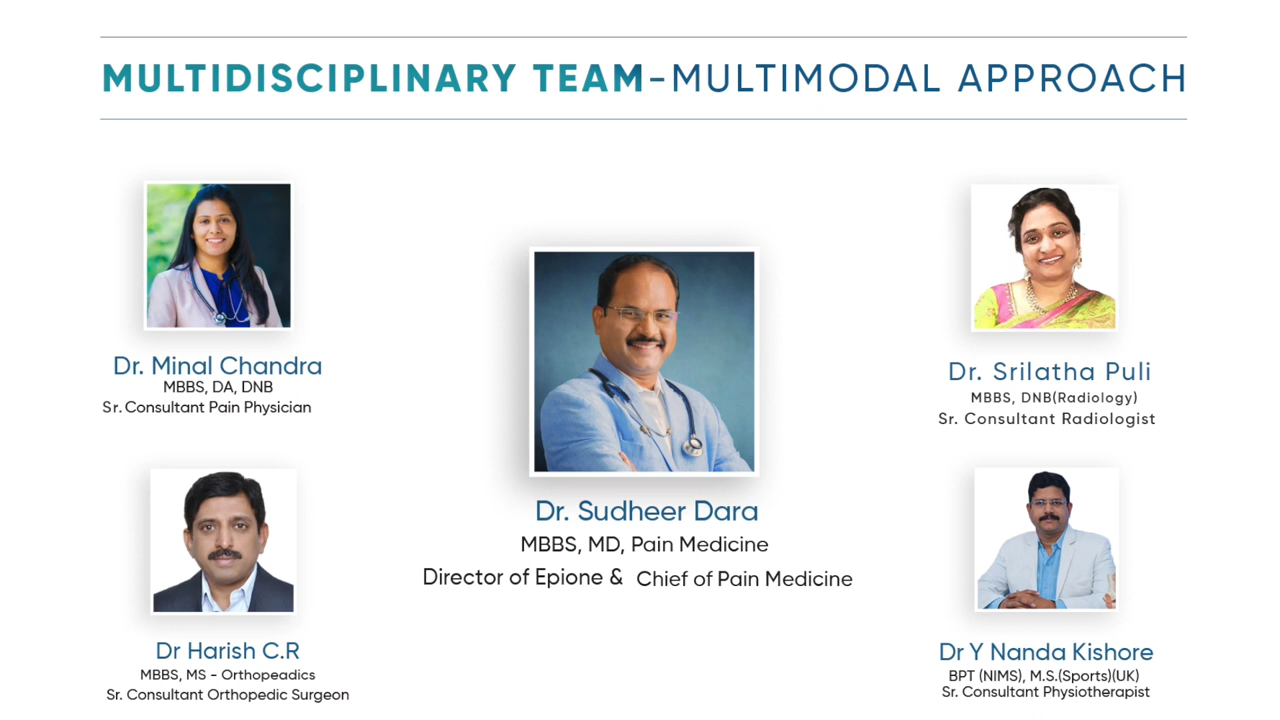 MULTIDISCIPLINARY TEAM-MULTIMODAL APPROACH
Dr. Minal Chandra
MBBS, DA, DNB
Sr. Consultant Pain Physician
Dr. Srilatha Puli
MBBS, DNB(Radiology)
Sr. Consultant Radiologist
Dr. Sudheer Dara
MBBS, MD, Pain Medicine
Director of Epione & Chief of Pain Medicine
Dr Harish C.R
MBBS, MS - Orthopeadics
Sr. Consultant Orthopedic Surgeon
Dr Y Nanda Kishore
BPT (NIMS), M.S.(Sports)(UK)
Sr. Consultant Physiotherapist